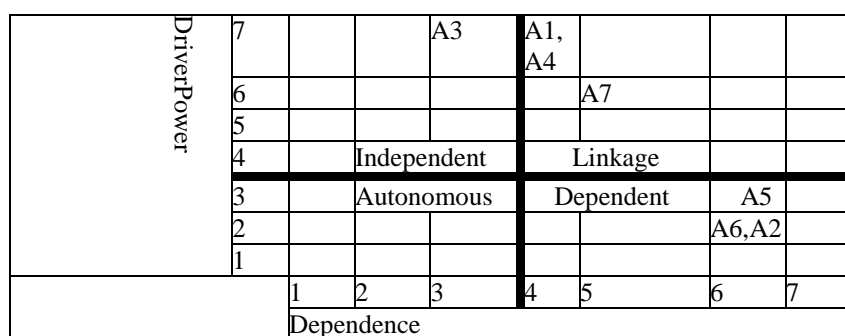 DriverPower
7 A3 A1,
A4
6 A7
5
4 Independent Linkage
3 Autonomous Dependent A5
2 A6,A2
1
1 2 3 4 5 6 7
Dependence